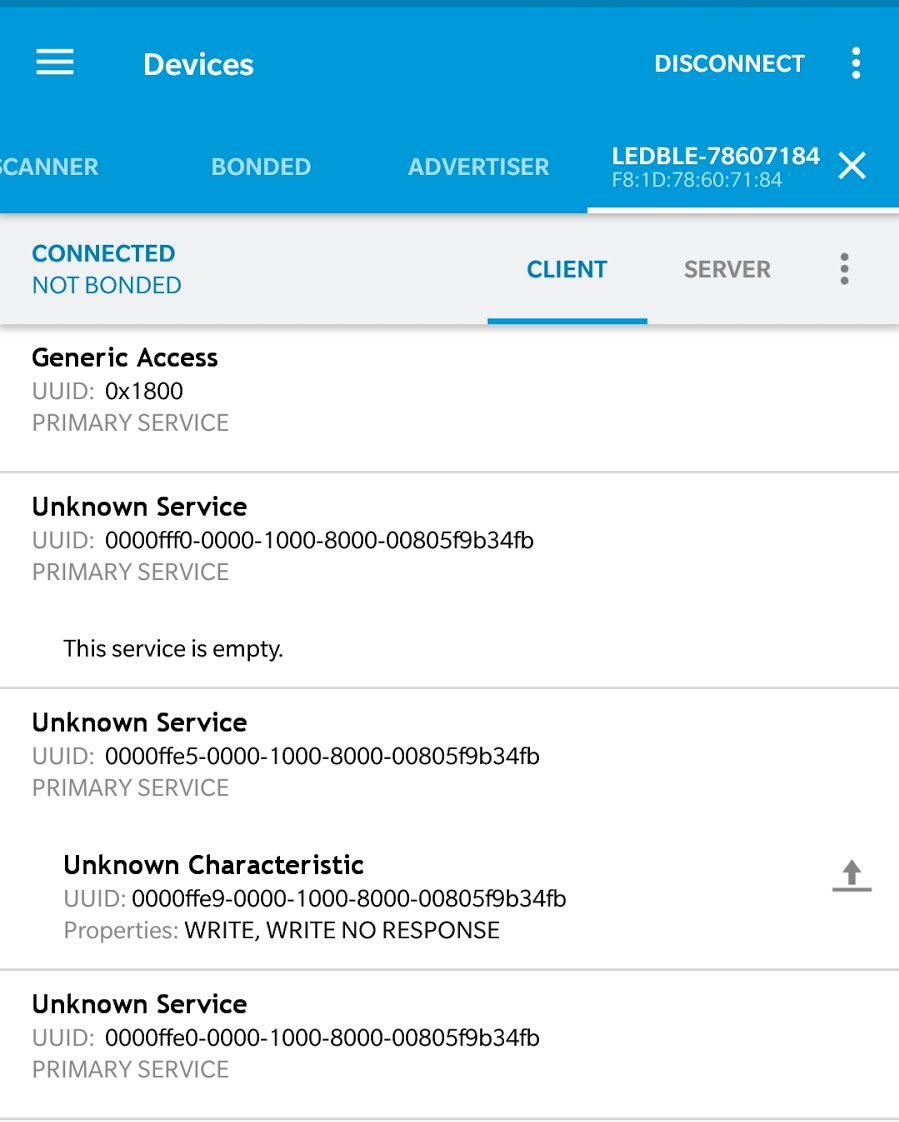 Devices
DISCONNECT
SCANNER
BONDED
ADVERTISER
LEDBLE-78607184
F8:1D:78:60:71:84
CONNECTED
NOT BONDED
CLIENT
SERVER
Generic Access
UUID: 0x1800
PRIMARY SERVICE
Unknown Service
UUID: 0000fff0-0000-1000-8000-00805f9b34fb
PRIMARY SERVICE
This service is empty.
Unknown Service
UUID: 0000ffe5-0000-1000-8000-00805f9b34fb
PRIMARY SERVICE
Unknown Characteristic
UUID: 0000ffe9-0000-1000-8000-00805f9b34fb
Properties: WRITE, WRITE NO RESPONSE
Unknown Service
UUID: 0000ffe0-0000-1000-8000-00805f9b34fb
PRIMARY SERVICE